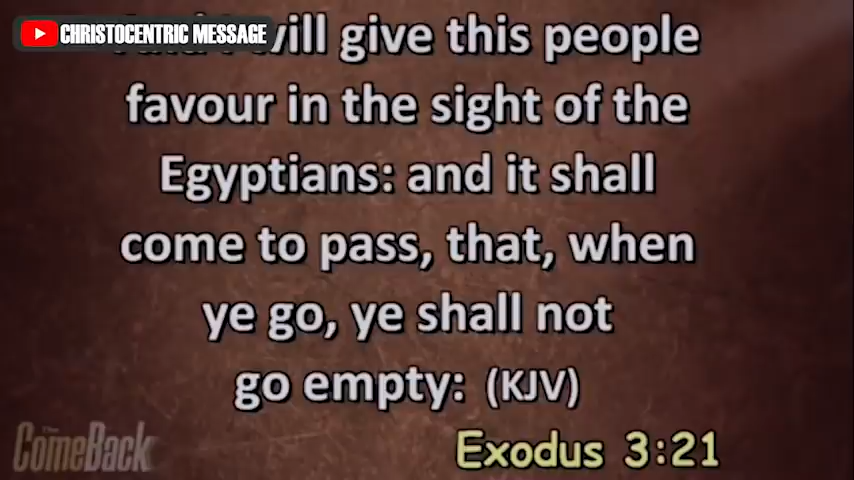 CHRISTOCENTRIC MESSAGE
will give this people
favour in the sight of the
Egyptians: and it shall
come to pass, that, when
ye go, ye shall not
go empty: (KJV)
Exodus 3:21
The
ComeBack